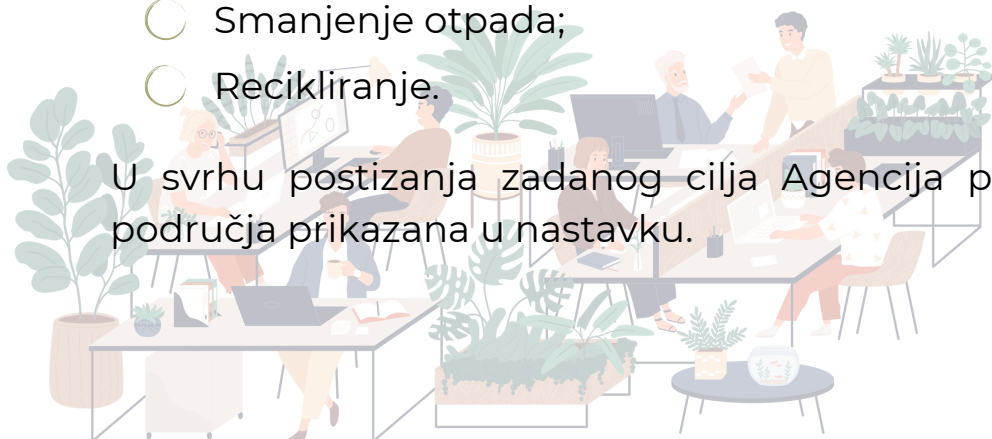 Smanjenje otpada;
Recikliranje.
U svrhu postizanja zadanog cilja Agencija
područja prikazana u nastavku.